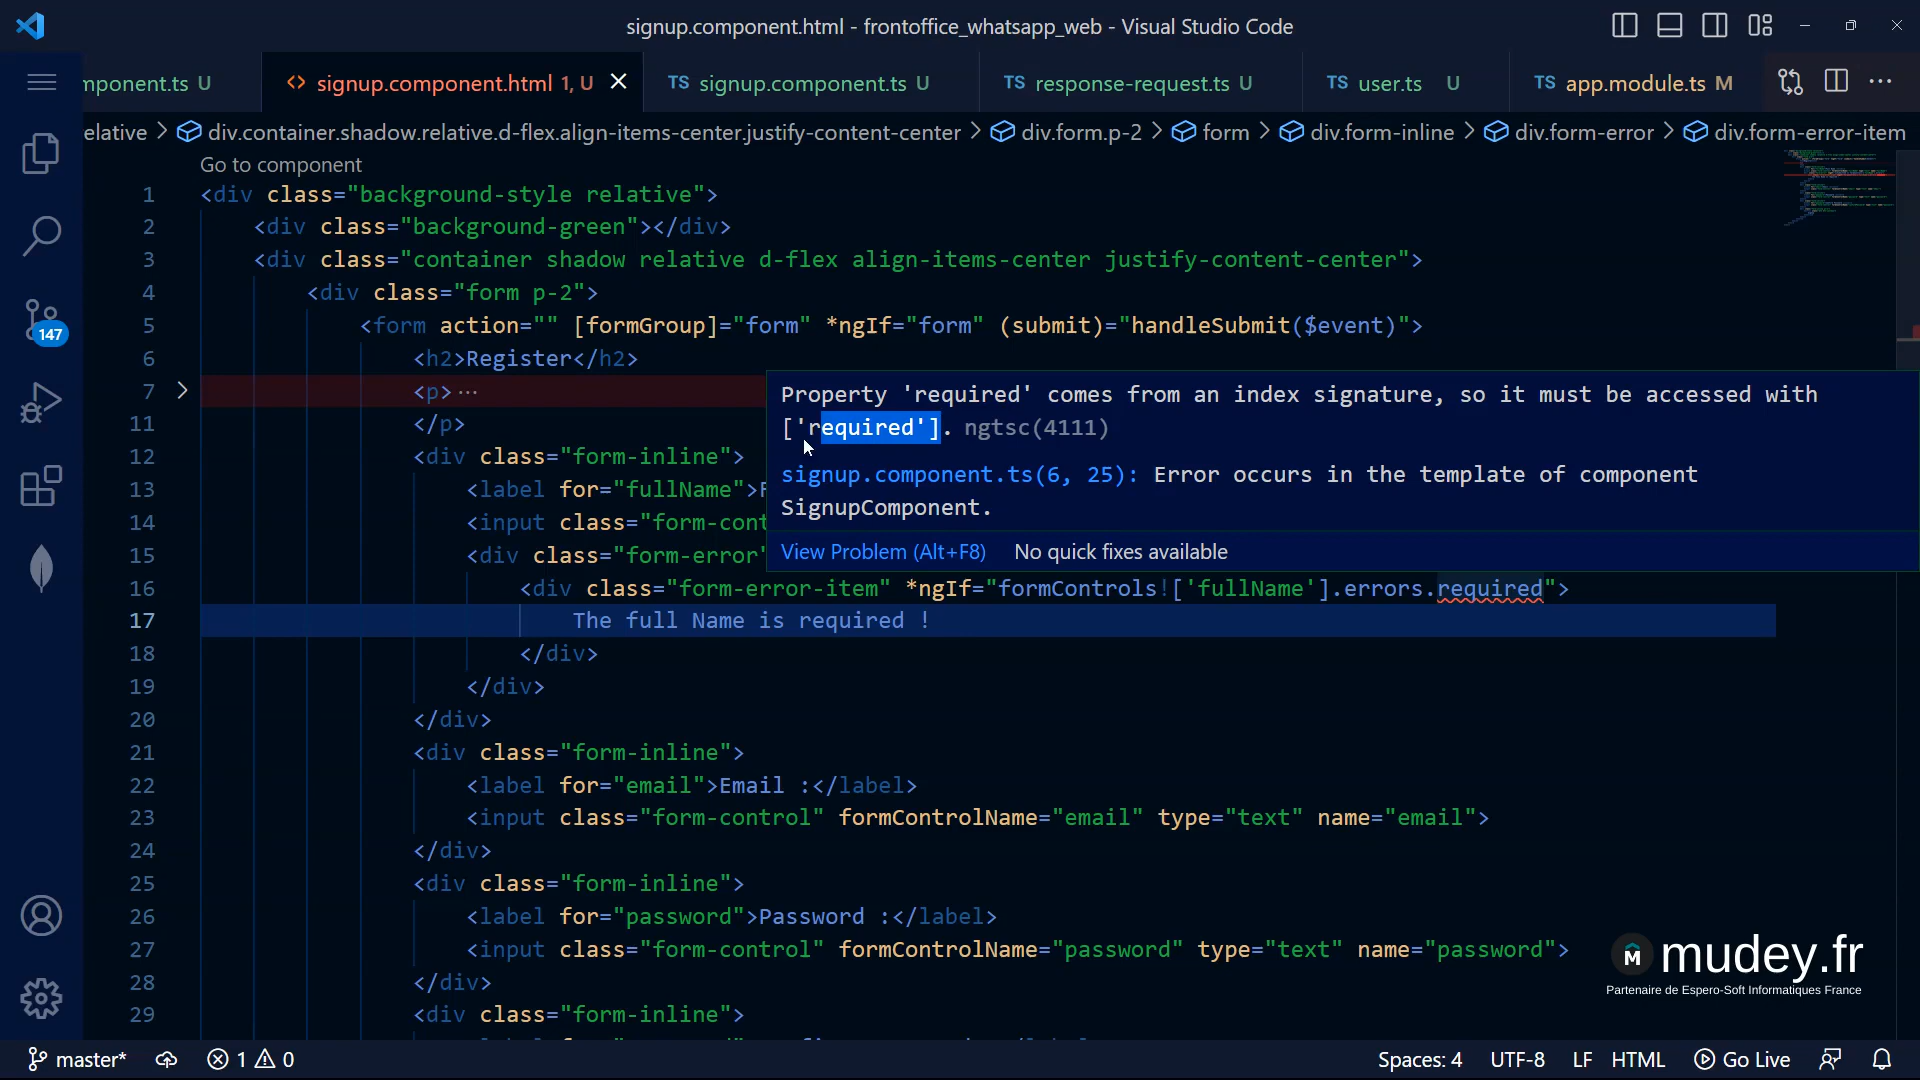 signup.component.html - frontoffice_whatsapp_web - Visual Studio Code
mponent.ts U
signup.component.html 1, U
TS signup.component.ts U
TS response-request.ts U
TS user.ts U
TS app.module.ts M
elative > div.container.shadow.relative.d-flex.align-items-center.justify-content-center > div.form.p-2 > form > div.form-inline > div.form-error > div.form-error-item
Go to component
1 <div class="background-style relative">
2 <div class="background-green"></div>
3 <div class="container shadow relative d-flex align-items-center justify-content-center">
4 <div class="form p-2">
5 <form action="" [formGroup]="form" *ngIf="form" (submit)="handleSubmit($event)">
6 <h2>Register</h2>
7 <p>...
11 </p>
12 <div class="form-inline">
13 <label for="fullName">F
14 <input class="form-cont
15 <div class="form-error"
Property 'required' comes from an index signature, so it must be accessed with
['required']. ngtsc(4111)
signup.component.ts(6, 25): Error occurs in the template of component
SignupComponent.
View Problem (Alt+F8) No quick fixes available
16 <div class="form-error-item" *ngIf="formControls!['fullName'].errors.required">
17 The full Name is required !
18 </div>
19 </div>
20 </div>
21 <div class="form-inline">
22 <label for="email">Email :</label>
23 <input class="form-control" formControlName="email" type="text" name="email">
24 </div>
25 <div class="form-inline">
26 <label for="password">Password :</label>
27 <input class="form-control" formControlName="password" type="text" name="password">
28 </div>
29 <div class="form-inline">
147
M mudey.fr
Partenaire de Espero-Soft Informatiques France
master* 1 0
Spaces: 4 UTF-8 LF HTML Go Live